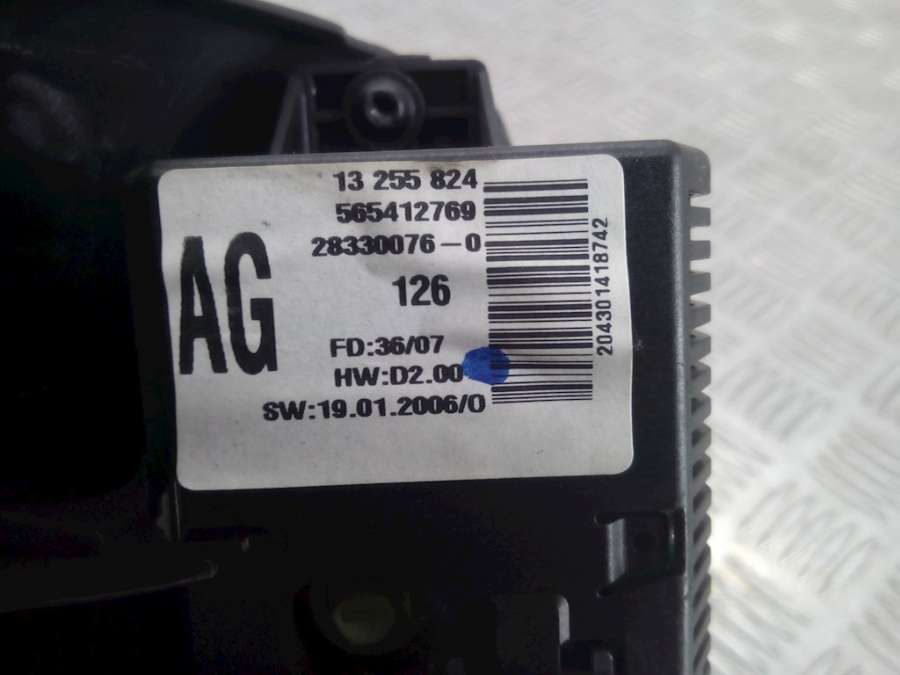 13 255 824
565412769
28330076-0
AG
126
FD:36/07
HW:D2.00
SW:19.01.2006/0
204301418742